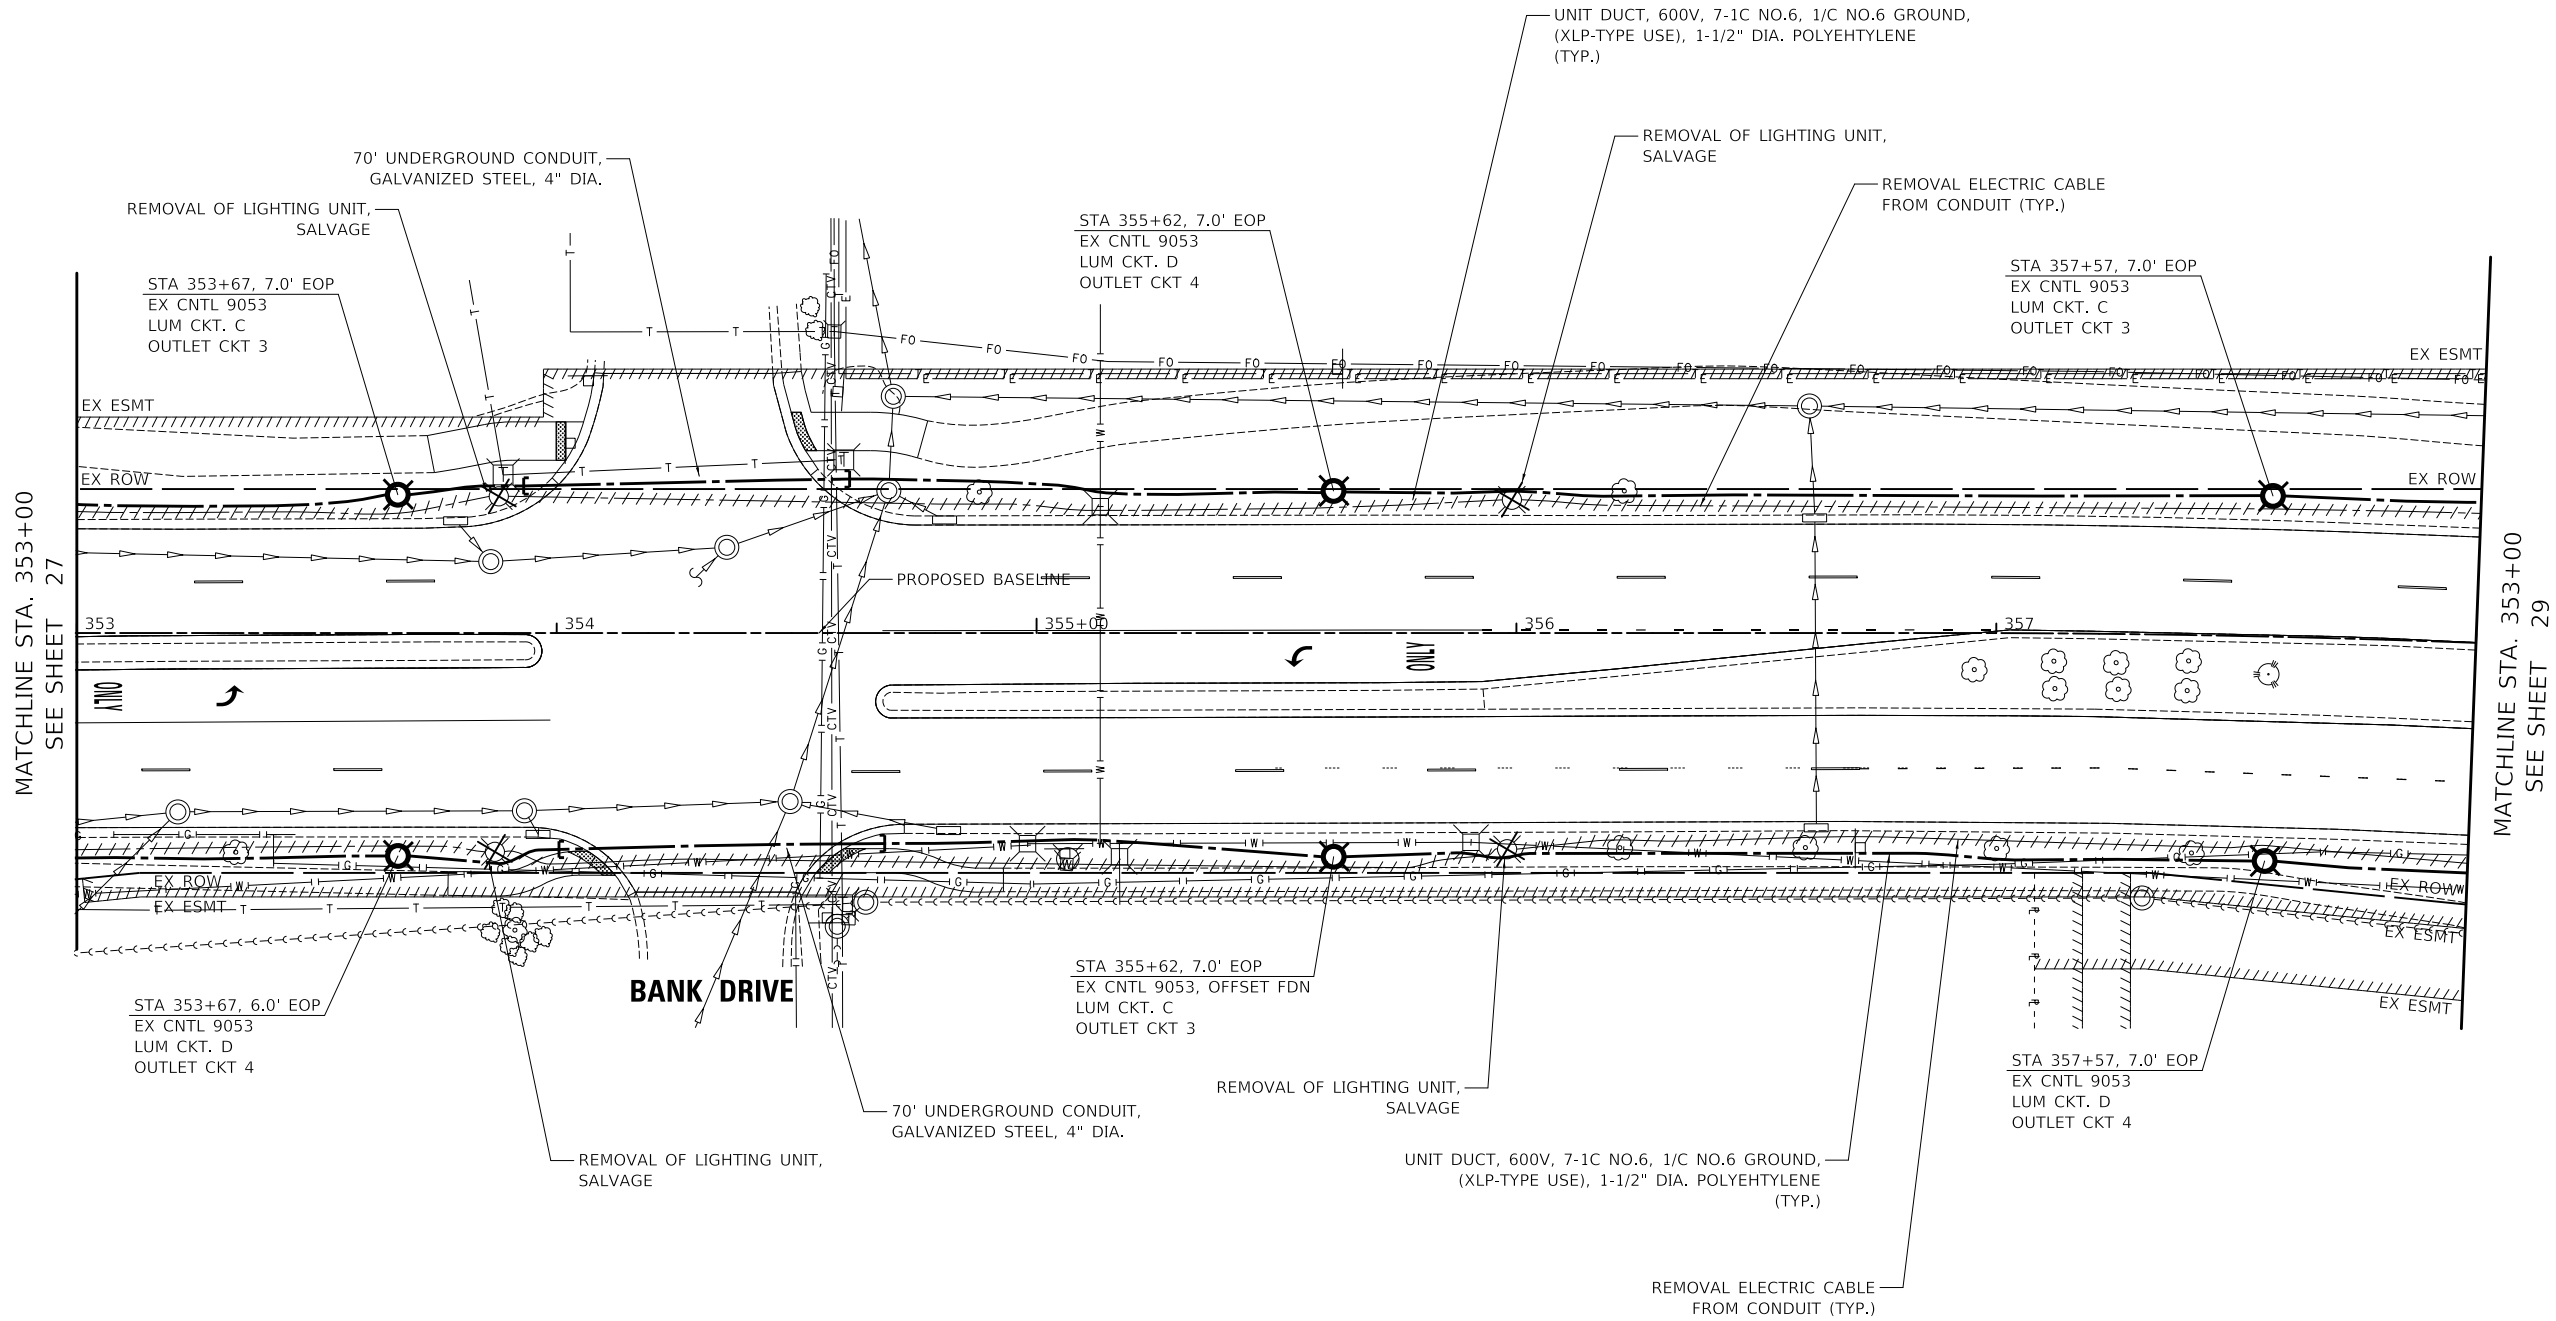 UNIT DUCT, 600V, 7-1C NO.6, 1/C NO.6 GROUND,
(XLP-TYPE USE), 1-1/2" DIA. POLYEHTYLENE
(TYP.)
REMOVAL OF LIGHTING UNIT,
SALVAGE
70' UNDERGROUND CONDUIT,
GALVANIZED STEEL, 4" DIA.
REMOVAL ELECTRIC CABLE
FROM CONDUIT (TYP.)
REMOVAL OF LIGHTING UNIT,
SALVAGE
STA 355+62, 7.0' EOP
EX CNTL 9053
LUM CKT. D
OUTLET CKT 4
STA 357+57, 7.0' EOP
EX CNTL 9053
LUM CKT. C
OUTLET CKT 3
STA 353+67, 7.0' EOP
EX CNTL 9053
LUM CKT. C
OUTLET CKT 3
EX ESMT
EX ESMT
EX ROW
EX ROW
MATCHLINE STA. 353+00
SEE SHEET 27
MATCHLINE STA. 353+00
SEE SHEET 29
PROPOSED BASELINE
353
354
355+00
356
357
ONLY
ONLY
EX ROW
EX ESMT
EX ROW
EX ESMT
EX ESMT
BANK DRIVE
STA 355+62, 7.0' EOP
EX CNTL 9053, OFFSET FDN
LUM CKT. C
OUTLET CKT 3
STA 353+67, 6.0' EOP
EX CNTL 9053
LUM CKT. D
OUTLET CKT 4
STA 357+57, 7.0' EOP
EX CNTL 9053
LUM CKT. D
OUTLET CKT 4
REMOVAL OF LIGHTING UNIT,
SALVAGE
70' UNDERGROUND CONDUIT,
GALVANIZED STEEL, 4" DIA.
REMOVAL OF LIGHTING UNIT,
SALVAGE
UNIT DUCT, 600V, 7-1C NO.6, 1/C NO.6 GROUND,
(XLP-TYPE USE), 1-1/2" DIA. POLYEHTYLENE
(TYP.)
REMOVAL ELECTRIC CABLE
FROM CONDUIT (TYP.)